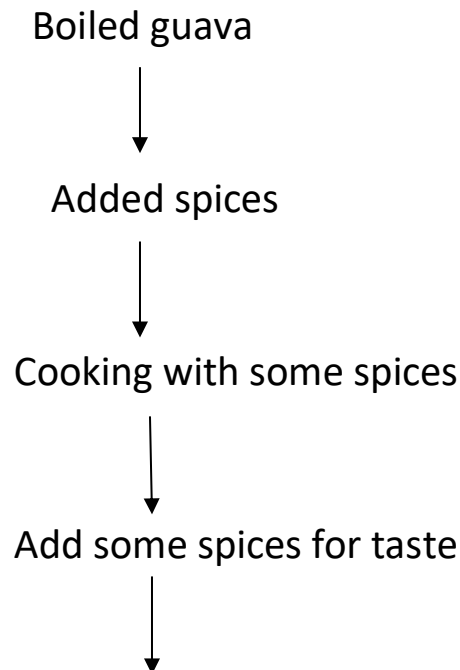 Boiled guava
Added spices
Cooking with some spices
Add some spices for taste